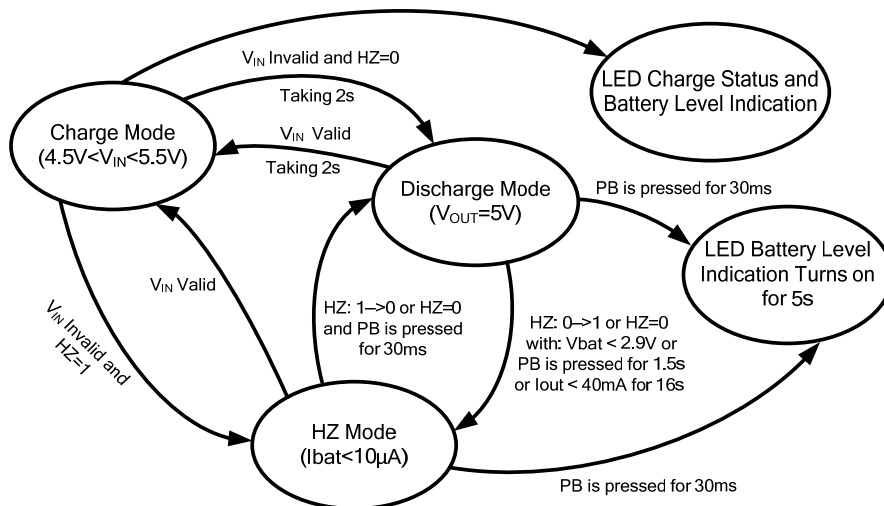 V_IN Invalid and HZ=0
Taking 2s
LED Charge Status and
Battery Level Indication
Charge Mode
(4.5V<V_IN<5.5V)
V_IN Valid
Taking 2s
Discharge Mode
(V_OUT=5V)
PB is pressed for 30ms
LED Battery Level
Indication Turns on
for 5s
V_IN Valid
V_IN Invalid and
HZ=1
HZ: 1–>0 or HZ=0
and PB is pressed
for 30ms
HZ: 0–>1 or HZ=0
with: Vbat < 2.9V or
PB is pressed for 1.5s
or Iout < 40mA for 16s
HZ Mode
(Ibat<10µA)
PB is pressed for 30ms